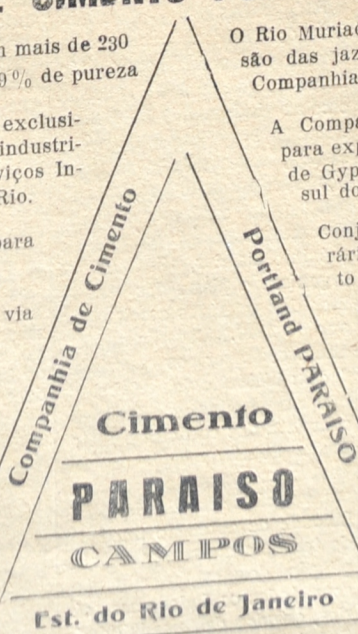 mais de 230
% de pureza
exclusi-
industri-
viços In-
Rio.
para
via
O Rio Muriaé
são das jaz
Companhia
A Compa
para exp
de Gyp
sul do
Conj
rár
to
Companhia de Cimento
Portland PARAISO
Cimento
PARAISO
CAMPOS
Est. do Rio de Janeiro